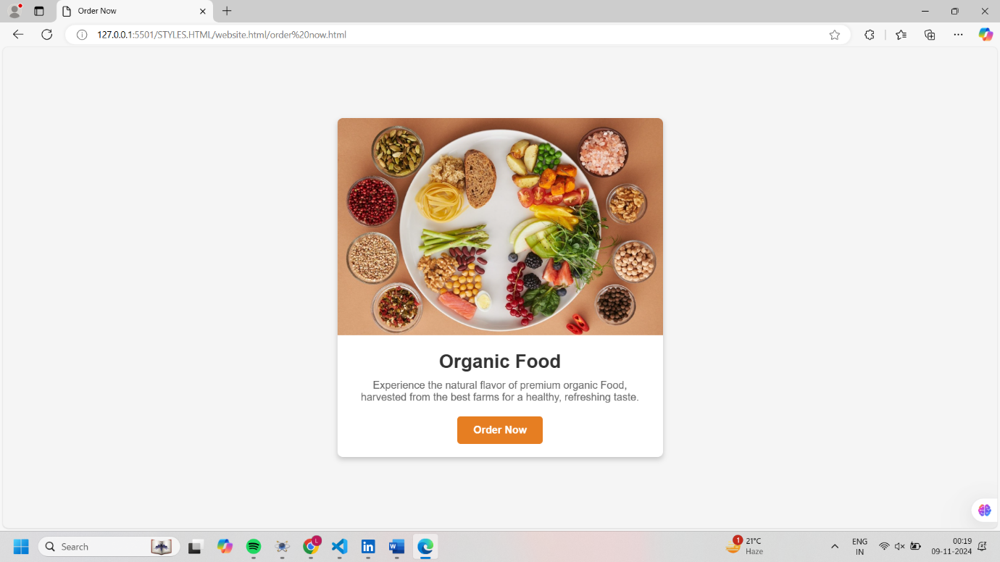 Order Now
127.0.0.1:5501/STYLES.HTML/website.html/order%20now.html
Organic Food
Experience the natural flavor of premium organic Food,
harvested from the best farms for a healthy, refreshing taste.
Order Now
Search
L
in
W
1
21°C
Haze
ENG
IN
00:19
09-11-2024